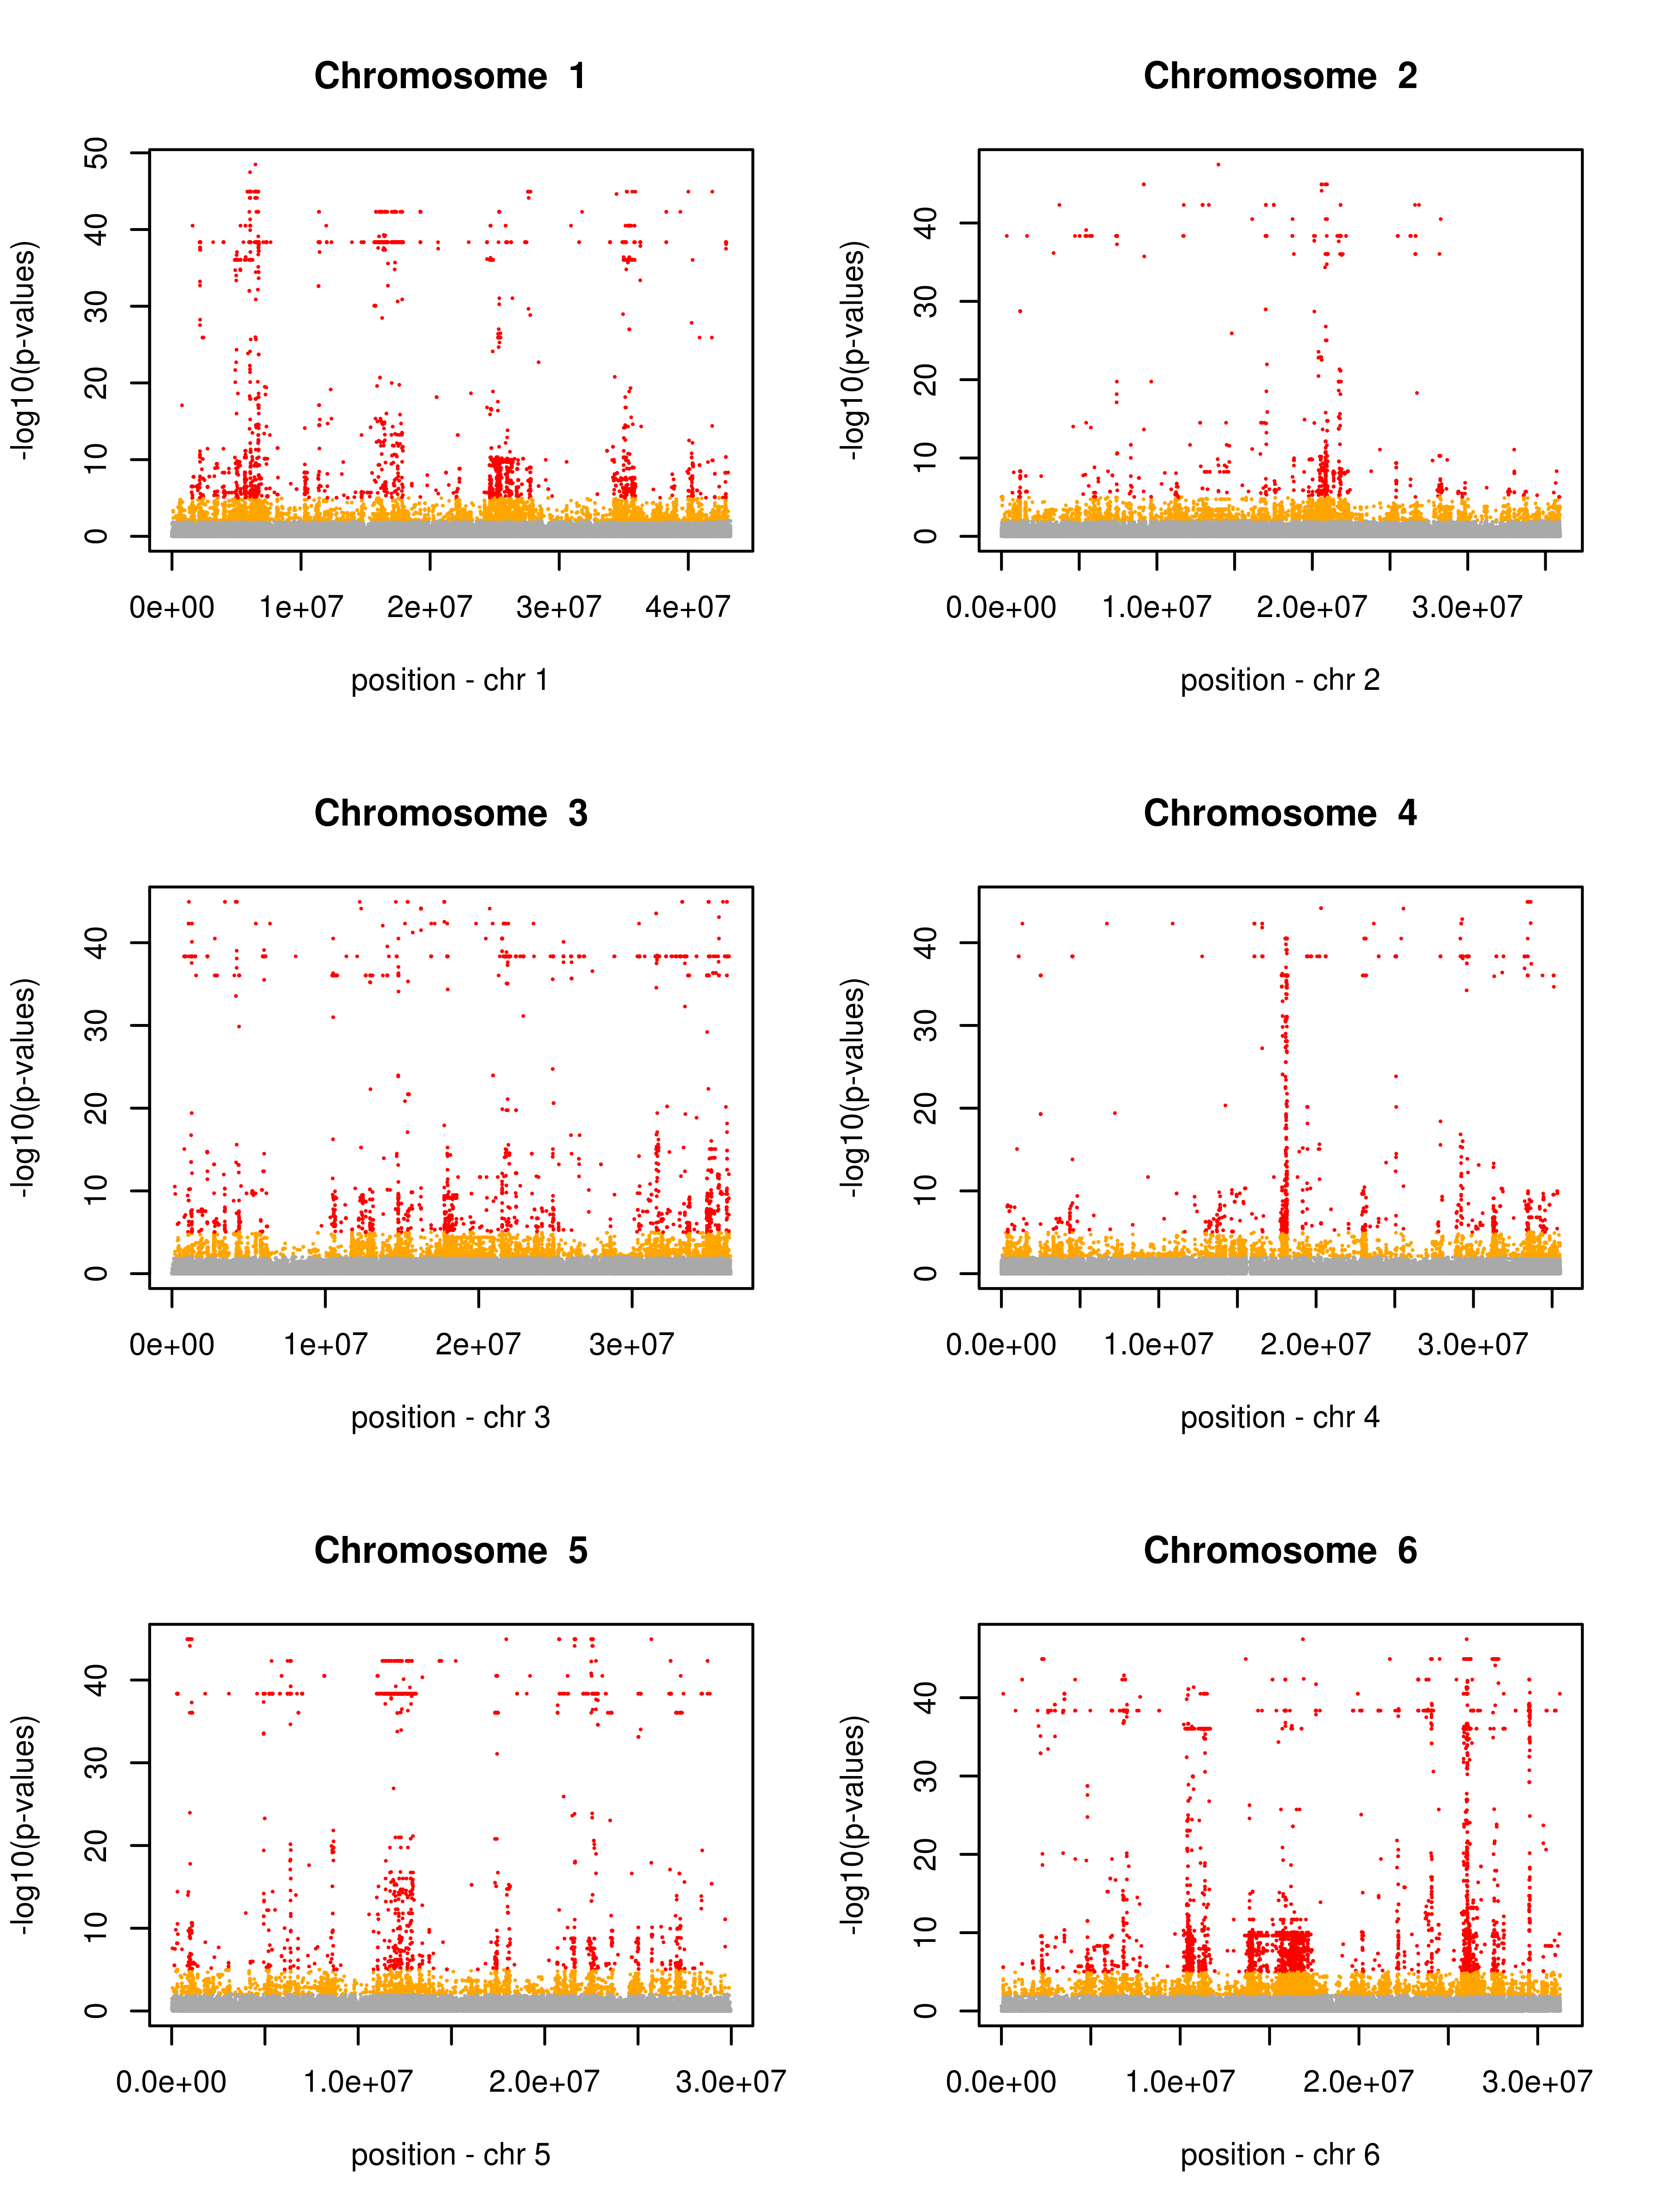 Chromosome 1
-log10(p-values)
0 10 20 30 40 50
0e+00 1e+07 2e+07 3e+07 4e+07
position - chr 1
Chromosome 2
-log10(p-values)
0 10 20 30 40
0.0e+00 1.0e+07 2.0e+07 3.0e+07
position - chr 2
Chromosome 3
-log10(p-values)
0 10 20 30 40
0e+00 1e+07 2e+07 3e+07
position - chr 3
Chromosome 4
-log10(p-values)
0 10 20 30 40
0.0e+00 1.0e+07 2.0e+07 3.0e+07
position - chr 4
Chromosome 5
-log10(p-values)
0 10 20 30 40
0.0e+00 1.0e+07 2.0e+07 3.0e+07
position - chr 5
Chromosome 6
-log10(p-values)
0 10 20 30 40
0.0e+00 1.0e+07 2.0e+07 3.0e+07
position - chr 6